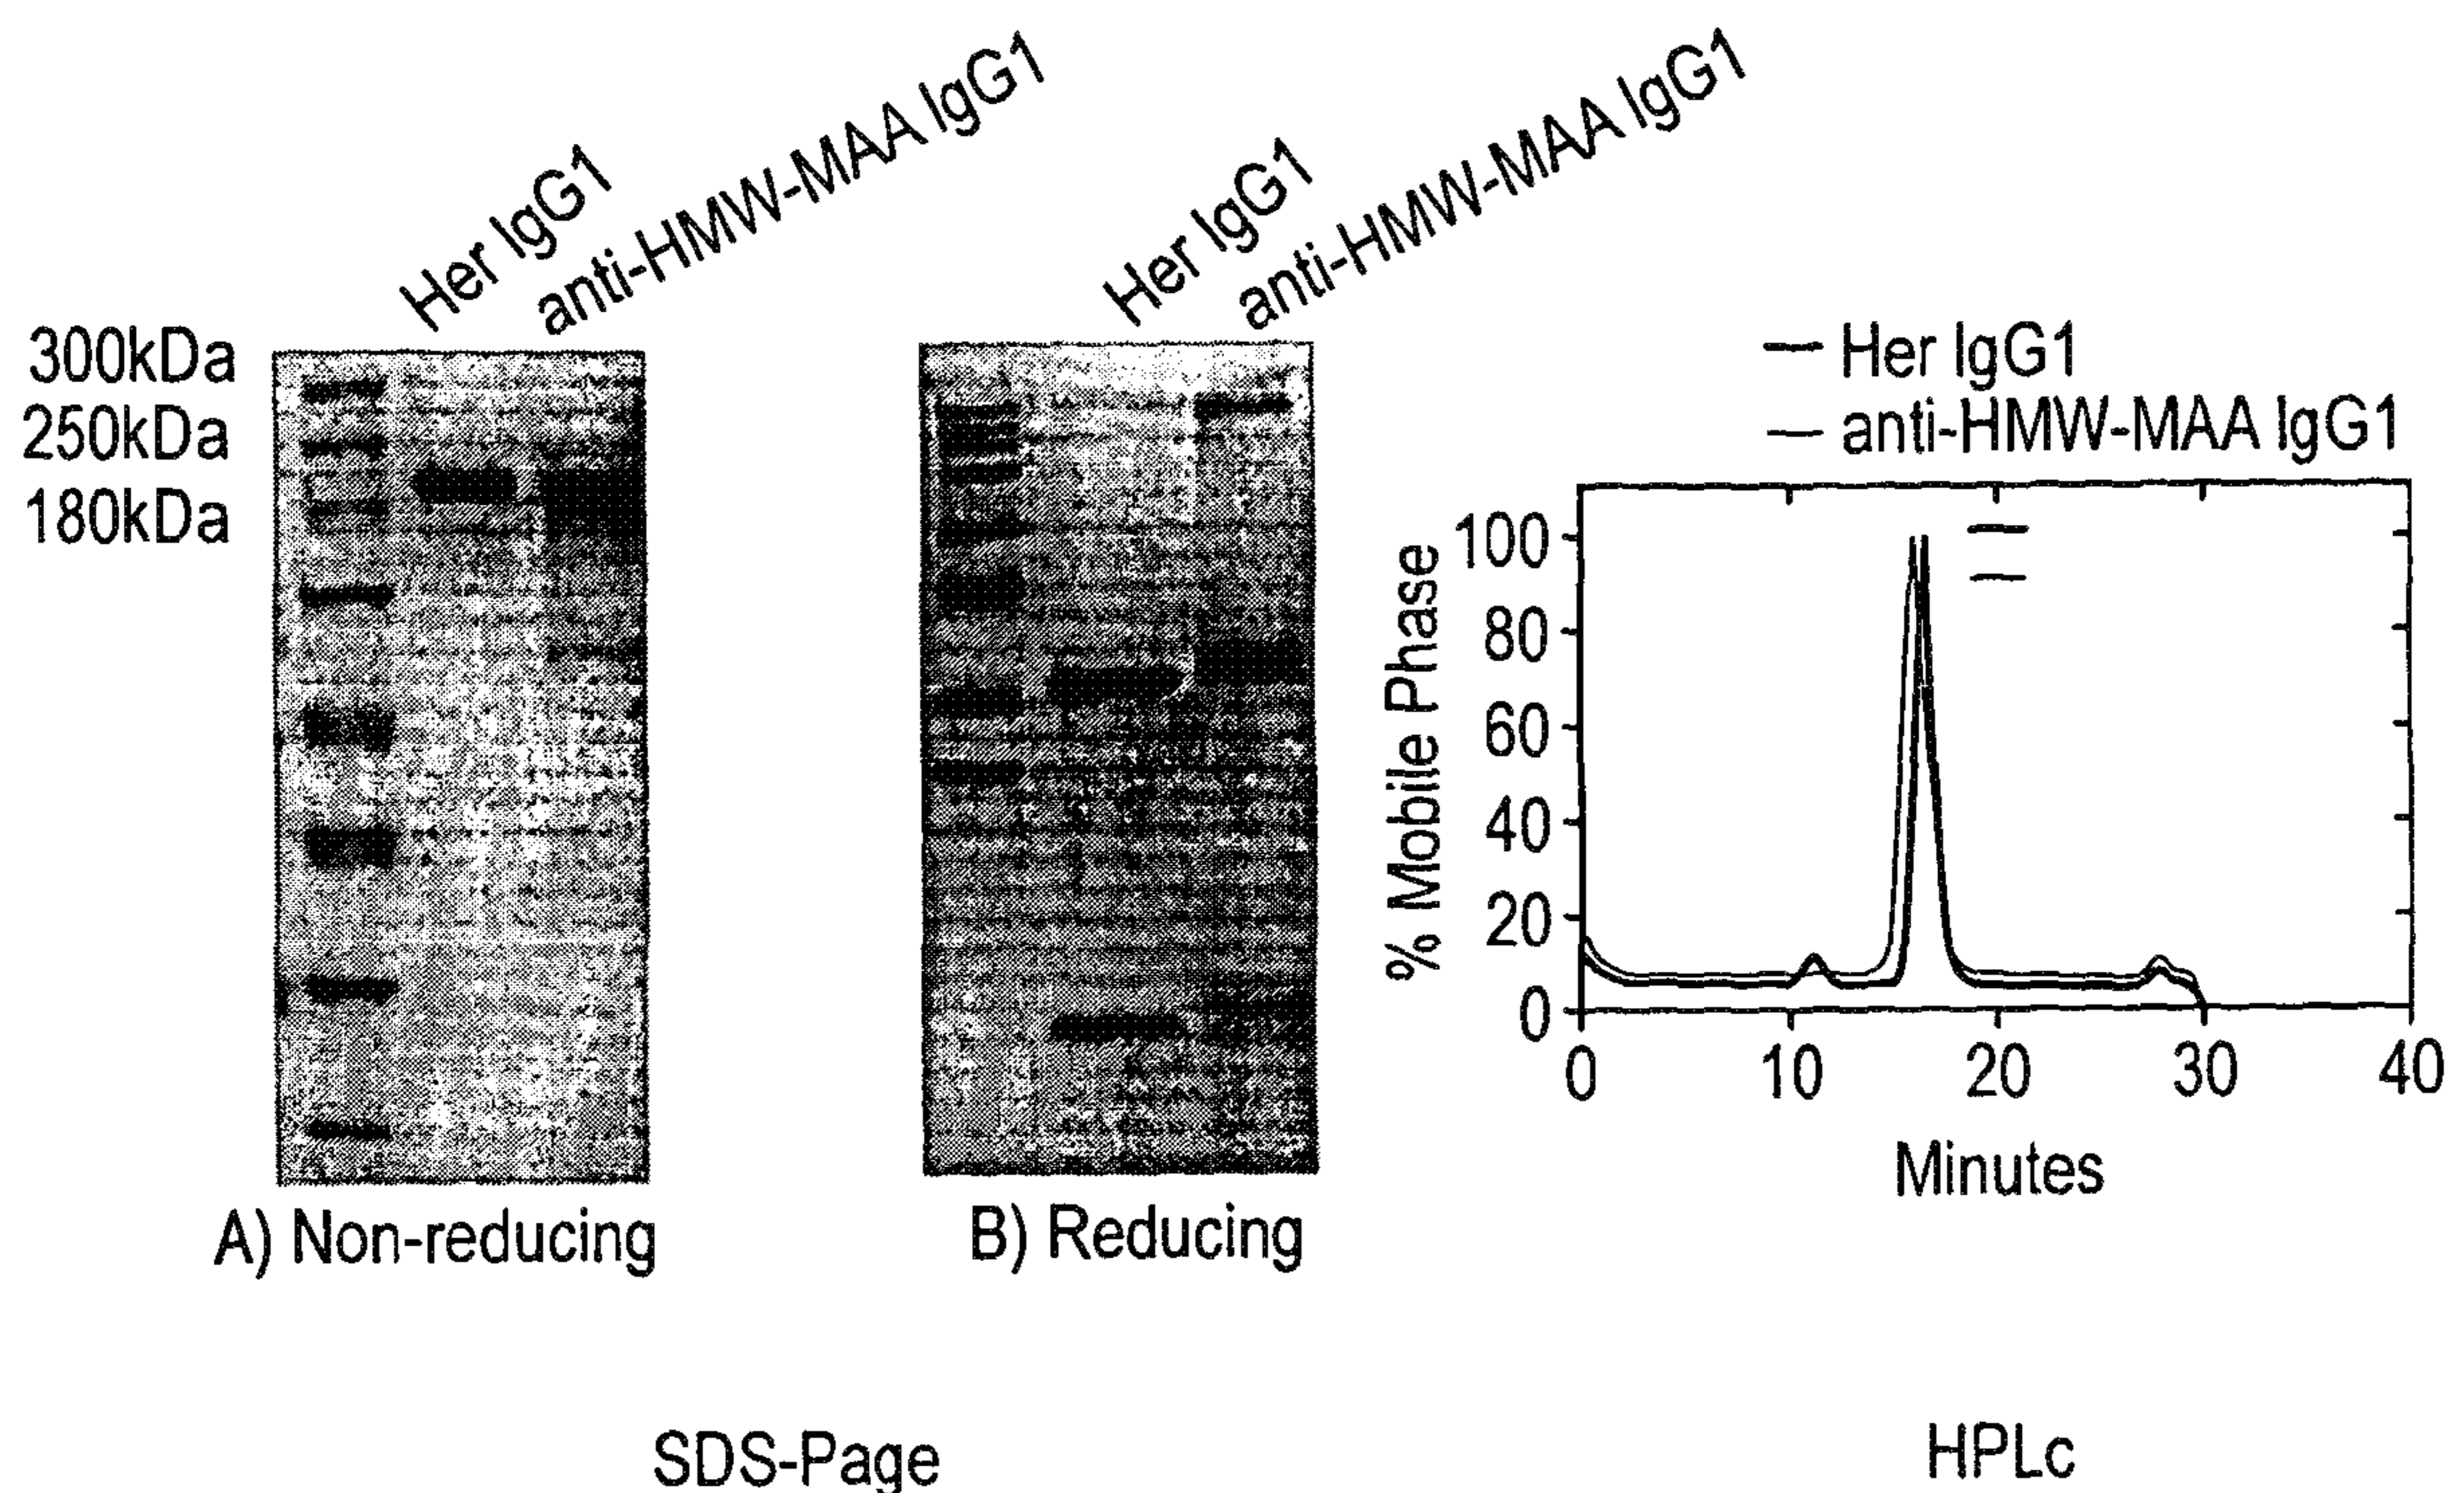 Her IgG1
anti-HMW-MAA IgG1
Her IgG1
anti-HMW-MAA IgG1
300kDa
250kDa
180kDa
Her IgG1
anti-HMW-MAA IgG1
% Mobile Phase
100
80
60
40
20
0
0 10 20 30 40
Minutes
A) Non-reducing
B) Reducing
SDS-Page
HPLc